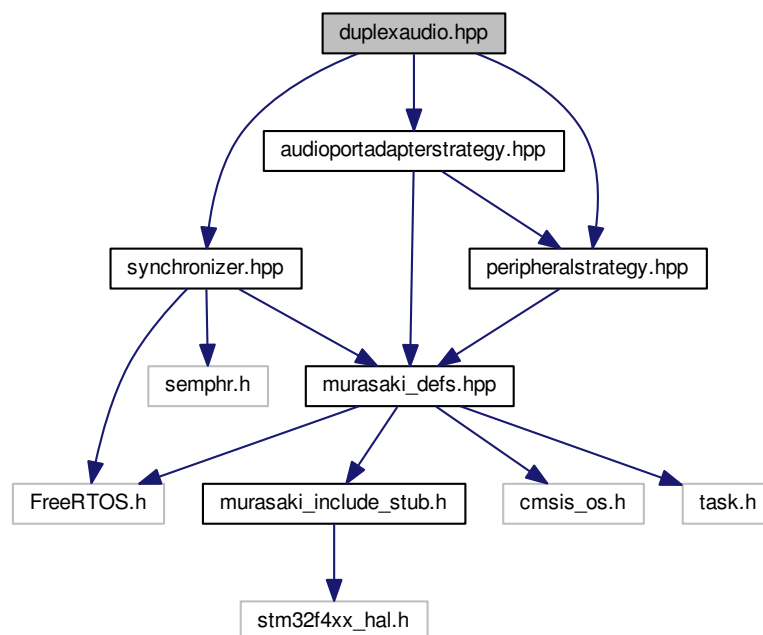 duplexaudio.hpp
audioportadapterstrategy.hpp
synchronizer.hpp
peripheralstrategy.hpp
semphr.h
murasaki_defs.hpp
FreeRTOS.h
murasaki_include_stub.h
cmsis_os.h
task.h
stm32f4xx_hal.h